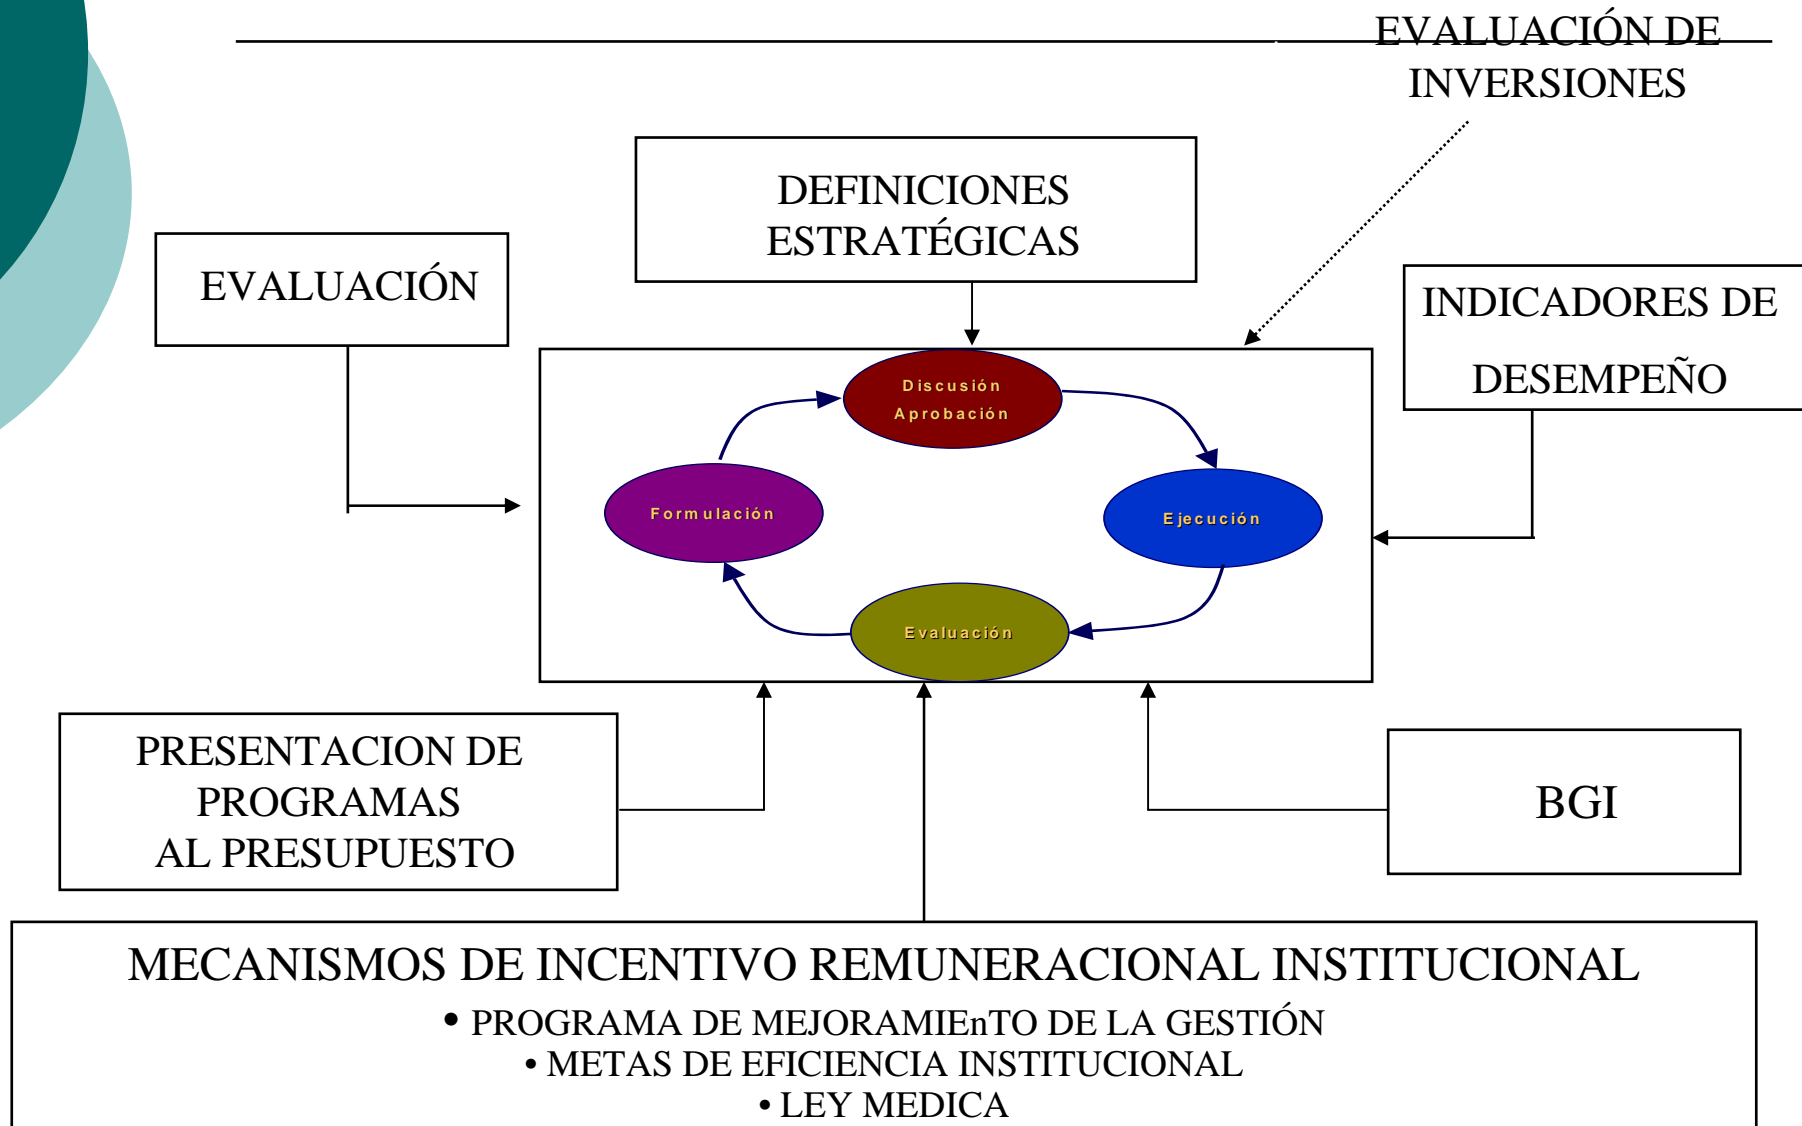 EVALUACIÓN DE
INVERSIONES
DEFINICIONES
ESTRATÉGICAS
EVALUACIÓN
INDICADORES DE
DESEMPEÑO
Discusión
Aprobación
Formulación
Ejecución
Evaluación
PRESENTACION DE
PROGRAMAS
AL PRESUPUESTO
BGI
MECANISMOS DE INCENTIVO REMUNERACIONAL INSTITUCIONAL
• PROGRAMA DE MEJORAMIEnTO DE LA GESTIÓN
• METAS DE EFICIENCIA INSTITUCIONAL
• LEY MEDICA